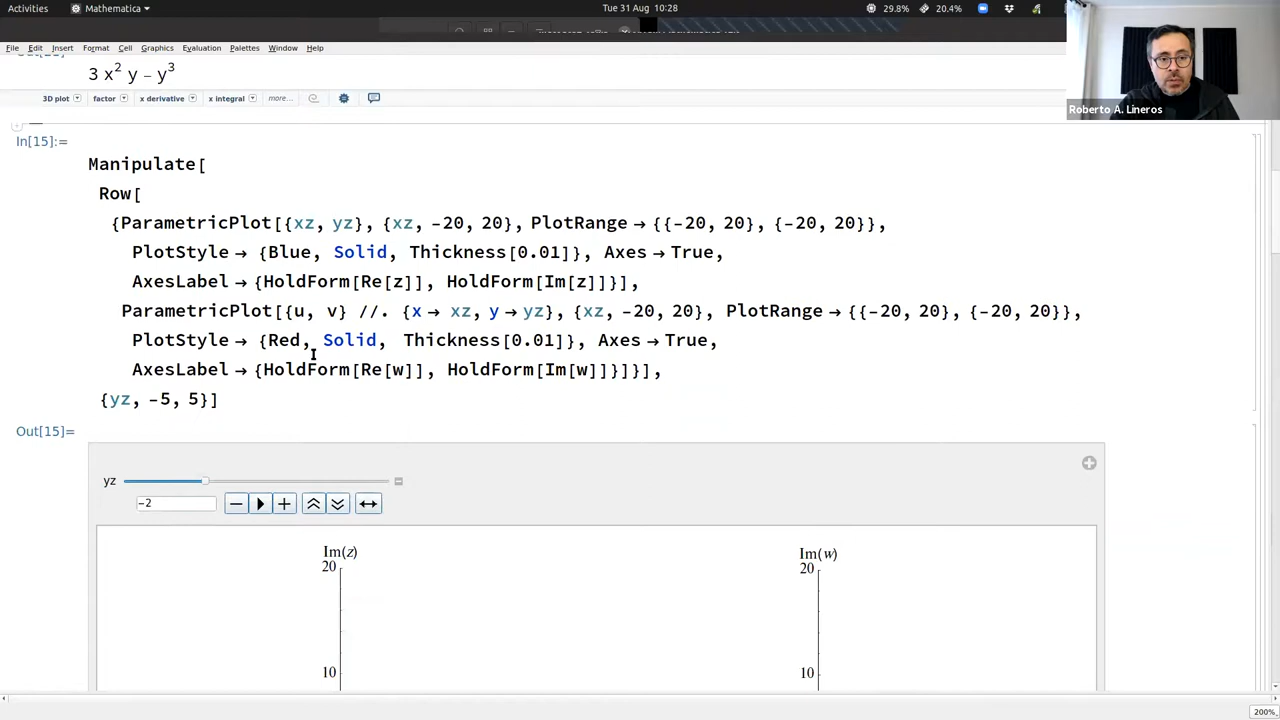 Activities
Mathematica
Tue 31 Aug 10:28
29.8%
20.4%
File Edit Insert Format Cell Graphics Evaluation Palettes Window Help
3 x² y – y³
3D plot factor x derivative x integral more...
Roberto A. Lineros
In[15]:=
Manipulate[
Row[
{ParametricPlot[{xz, yz}, {xz, -20, 20}, PlotRange → {{-20, 20}, {-20, 20}},
PlotStyle → {Blue, Solid, Thickness[0.01]}, Axes → True,
AxesLabel → {HoldForm[Re[z]], HoldForm[Im[z]]}],
ParametricPlot[{u, v} //. {x → xz, y → yz}, {xz, -20, 20}, PlotRange → {{-20, 20}, {-20, 20}},
PlotStyle → {Red, Solid, Thickness[0.01]}, Axes → True,
AxesLabel → {HoldForm[Re[w]], HoldForm[Im[w]]}]}],
{yz, -5, 5}]
Out[15]=
yz
-2
Im(z)
20
10
Im(w)
20
10
200%